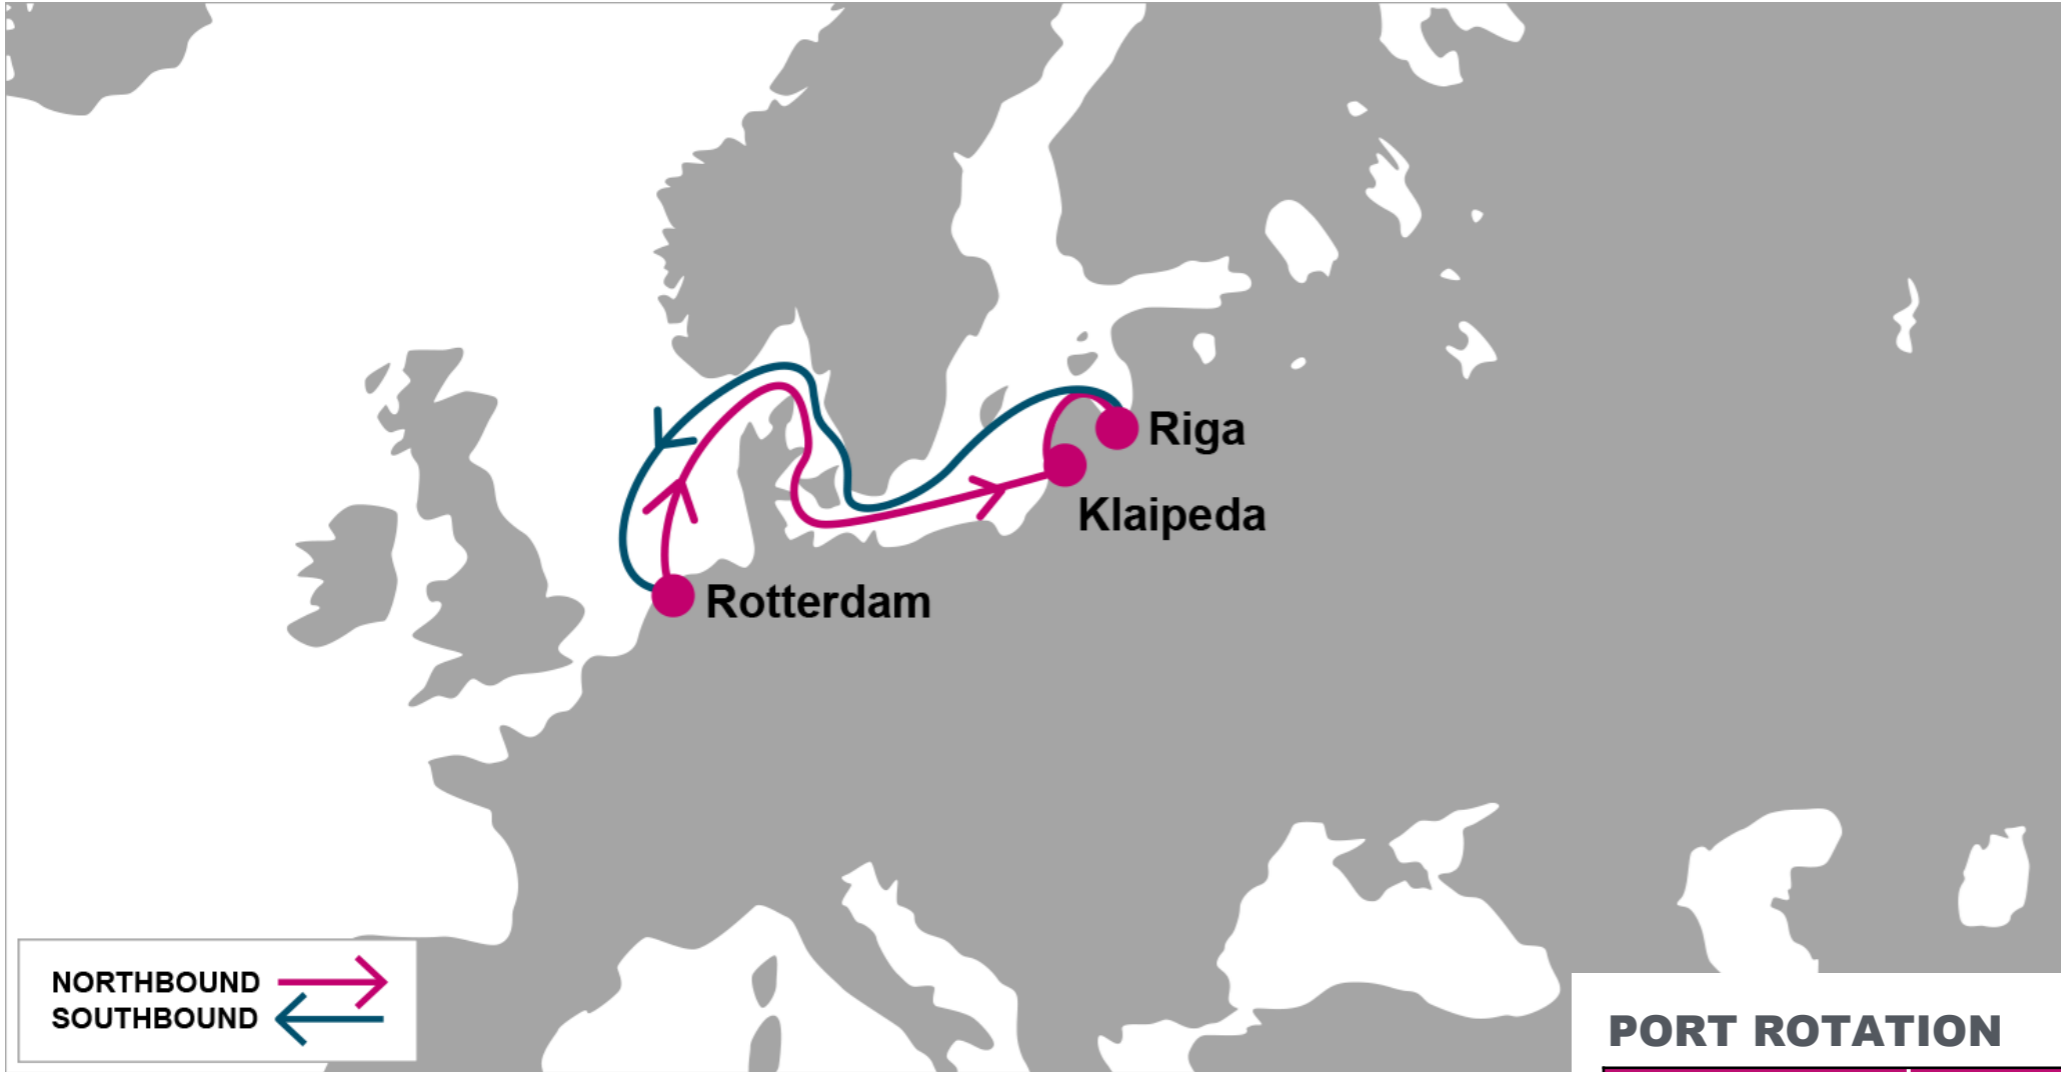 Riga
Klaipeda
Rotterdam
NORTHBOUND
SOUTHBOUND
PORT ROTATION